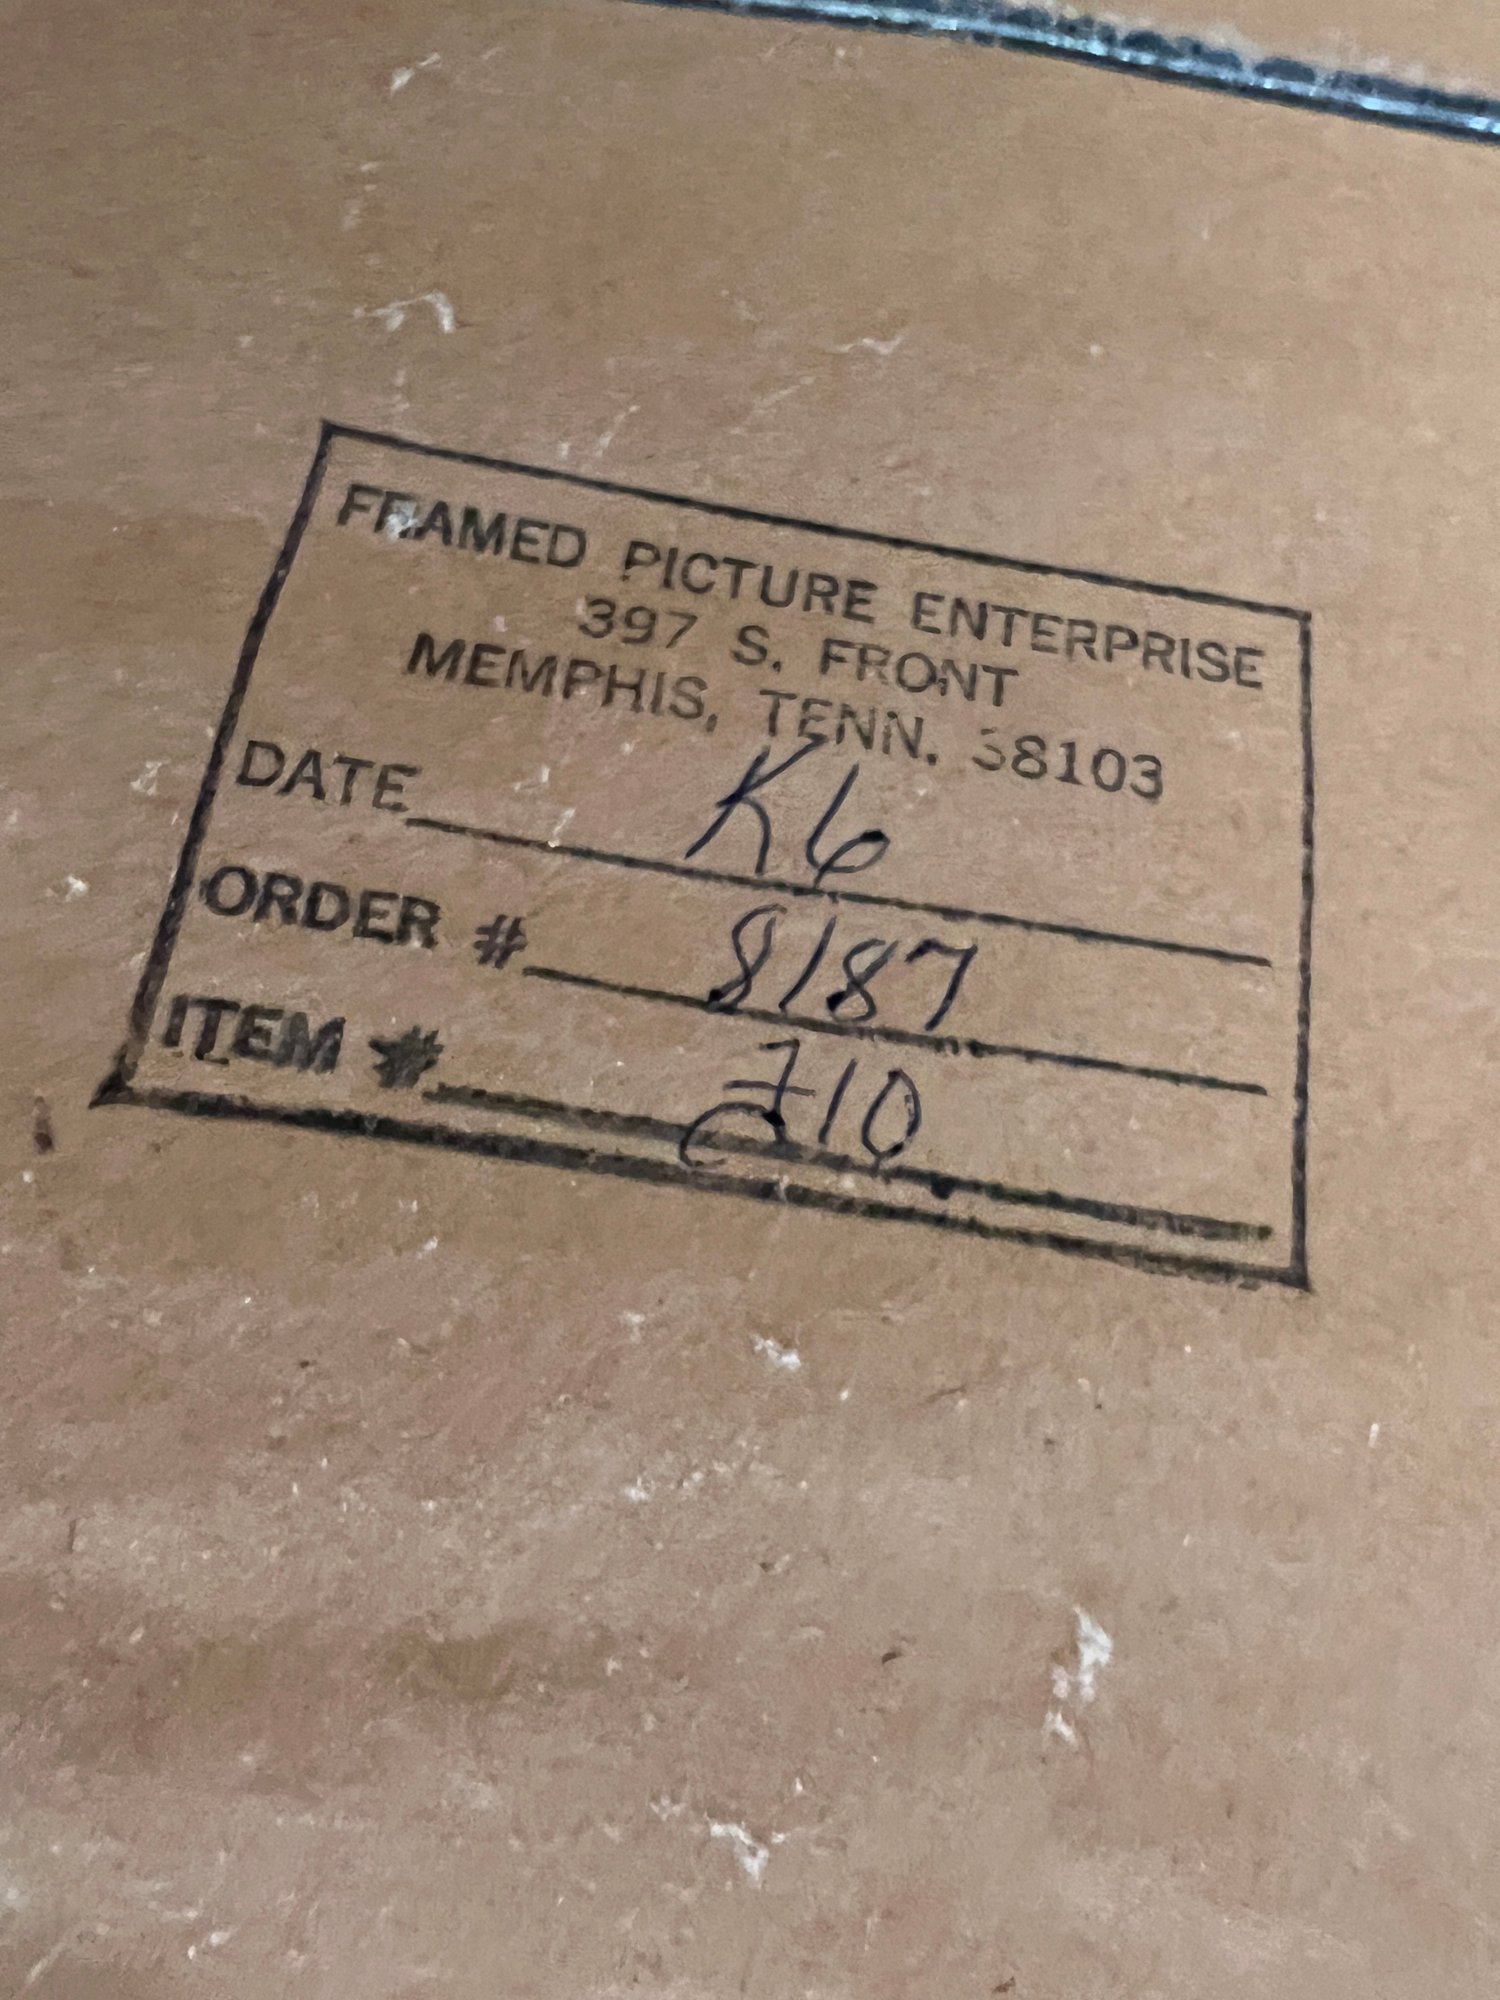 FRAMED PICTURE ENTERPRISE
397 S. FRONT
MEMPHIS, TENN. 38103
DATE K6
ORDER # 8187
ITEM #